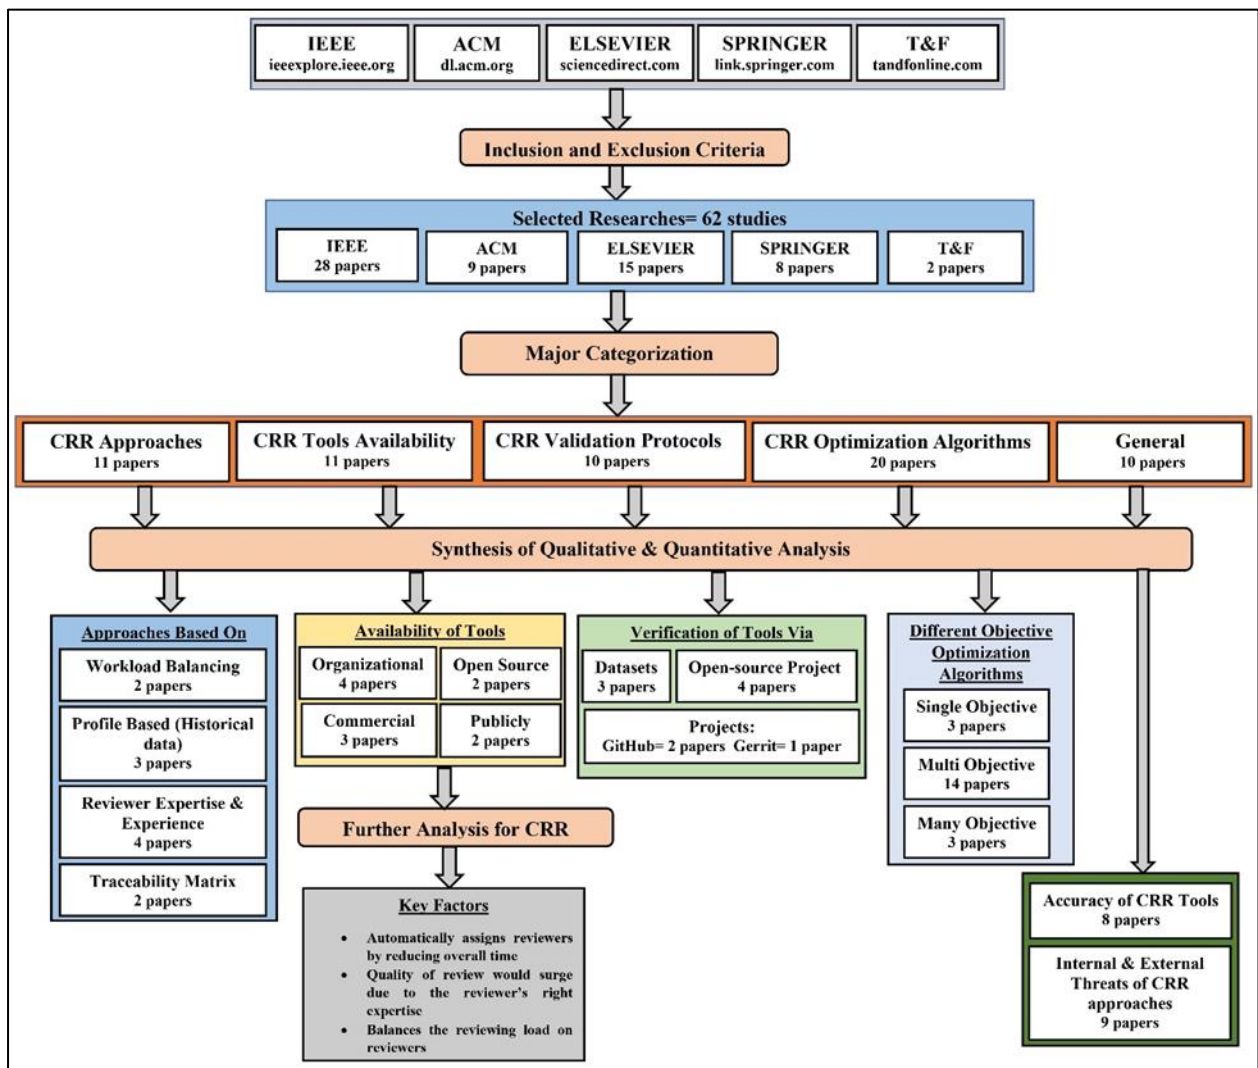 IEEE
ieeexplore.ieee.org
ACM
dl.acm.org
ELSEVIER
sciencedirect.com
SPRINGER
link.springer.com
T&F
tandfonline.com
Inclusion and Exclusion Criteria
Selected Researches= 62 studies
IEEE
28 papers
ACM
9 papers
ELSEVIER
15 papers
SPRINGER
8 papers
T&F
2 papers
Major Categorization
CRR Approaches
11 papers
CRR Tools Availability
11 papers
CRR Validation Protocols
10 papers
CRR Optimization Algorithms
20 papers
General
10 papers
Synthesis of Qualitative & Quantitative Analysis
Approaches Based On
Workload Balancing
2 papers
Profile Based (Historical
data)
3 papers
Reviewer Expertise &
Experience
4 papers
Traceability Matrix
2 papers
Availability of Tools
Organizational
4 papers
Open Source
2 papers
Commercial
3 papers
Publicly
2 papers
Further Analysis for CRR
Key Factors
• Automatically assigns reviewers
by reducing overall time
• Quality of review would surge
due to the reviewer's right
expertise
• Balances the reviewing load on
reviewers
Verification of Tools Via
Datasets
3 papers
Open-source Project
4 papers
Projects:
GitHub= 2 papers Gerrit= 1 paper
Different Objective
Optimization
Algorithms
Single Objective
3 papers
Multi Objective
14 papers
Many Objective
3 papers
Accuracy of CRR Tools
8 papers
Internal & External
Threats of CRR
approaches
9 papers